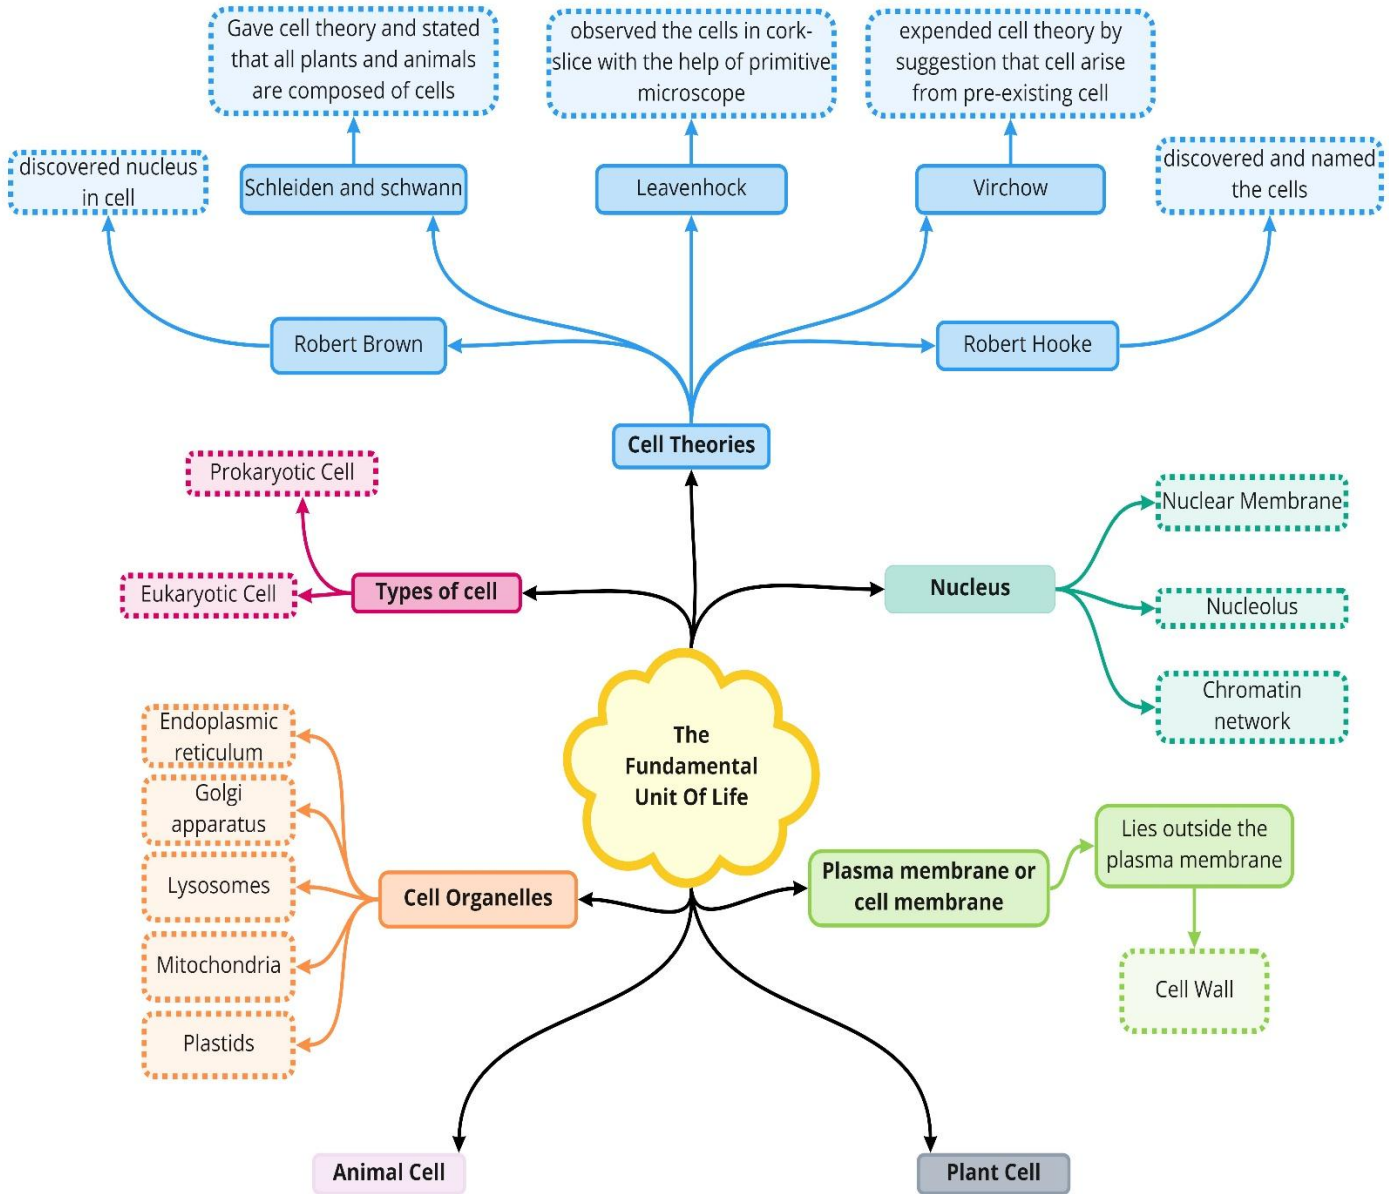 Gave cell theory and stated
that all plants and animals
are composed of cells
observed the cells in cork-
slice with the help of primitive
microscope
expended cell theory by
suggestion that cell arise
from pre-existing cell
discovered nucleus
in cell
Schleiden and schwann
Leavenhock
Virchow
discovered and named
the cells
Robert Brown
Robert Hooke
Cell Theories
Prokaryotic Cell
Eukaryotic Cell
Types of cell
Nucleus
Nuclear Membrane
Nucleolus
Chromatin
network
The
Fundamental
Unit Of Life
Endoplasmic
reticulum
Golgi
apparatus
Lysosomes
Mitochondria
Plastids
Cell Organelles
Plasma membrane or
cell membrane
Lies outside the
plasma membrane
Cell Wall
Animal Cell
Plant Cell